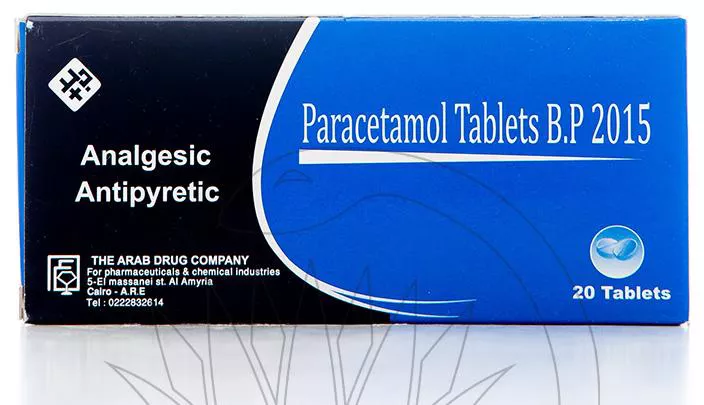 Paracetamol Tablets B.P 2015
Analgesic
Antipyretic
THE ARAB DRUG COMPANY
For pharmaceuticals & chemical industries
5-El massanei st. Al Amyria
Cairo - A.R.E
Tel : 0222832614
20 Tablets